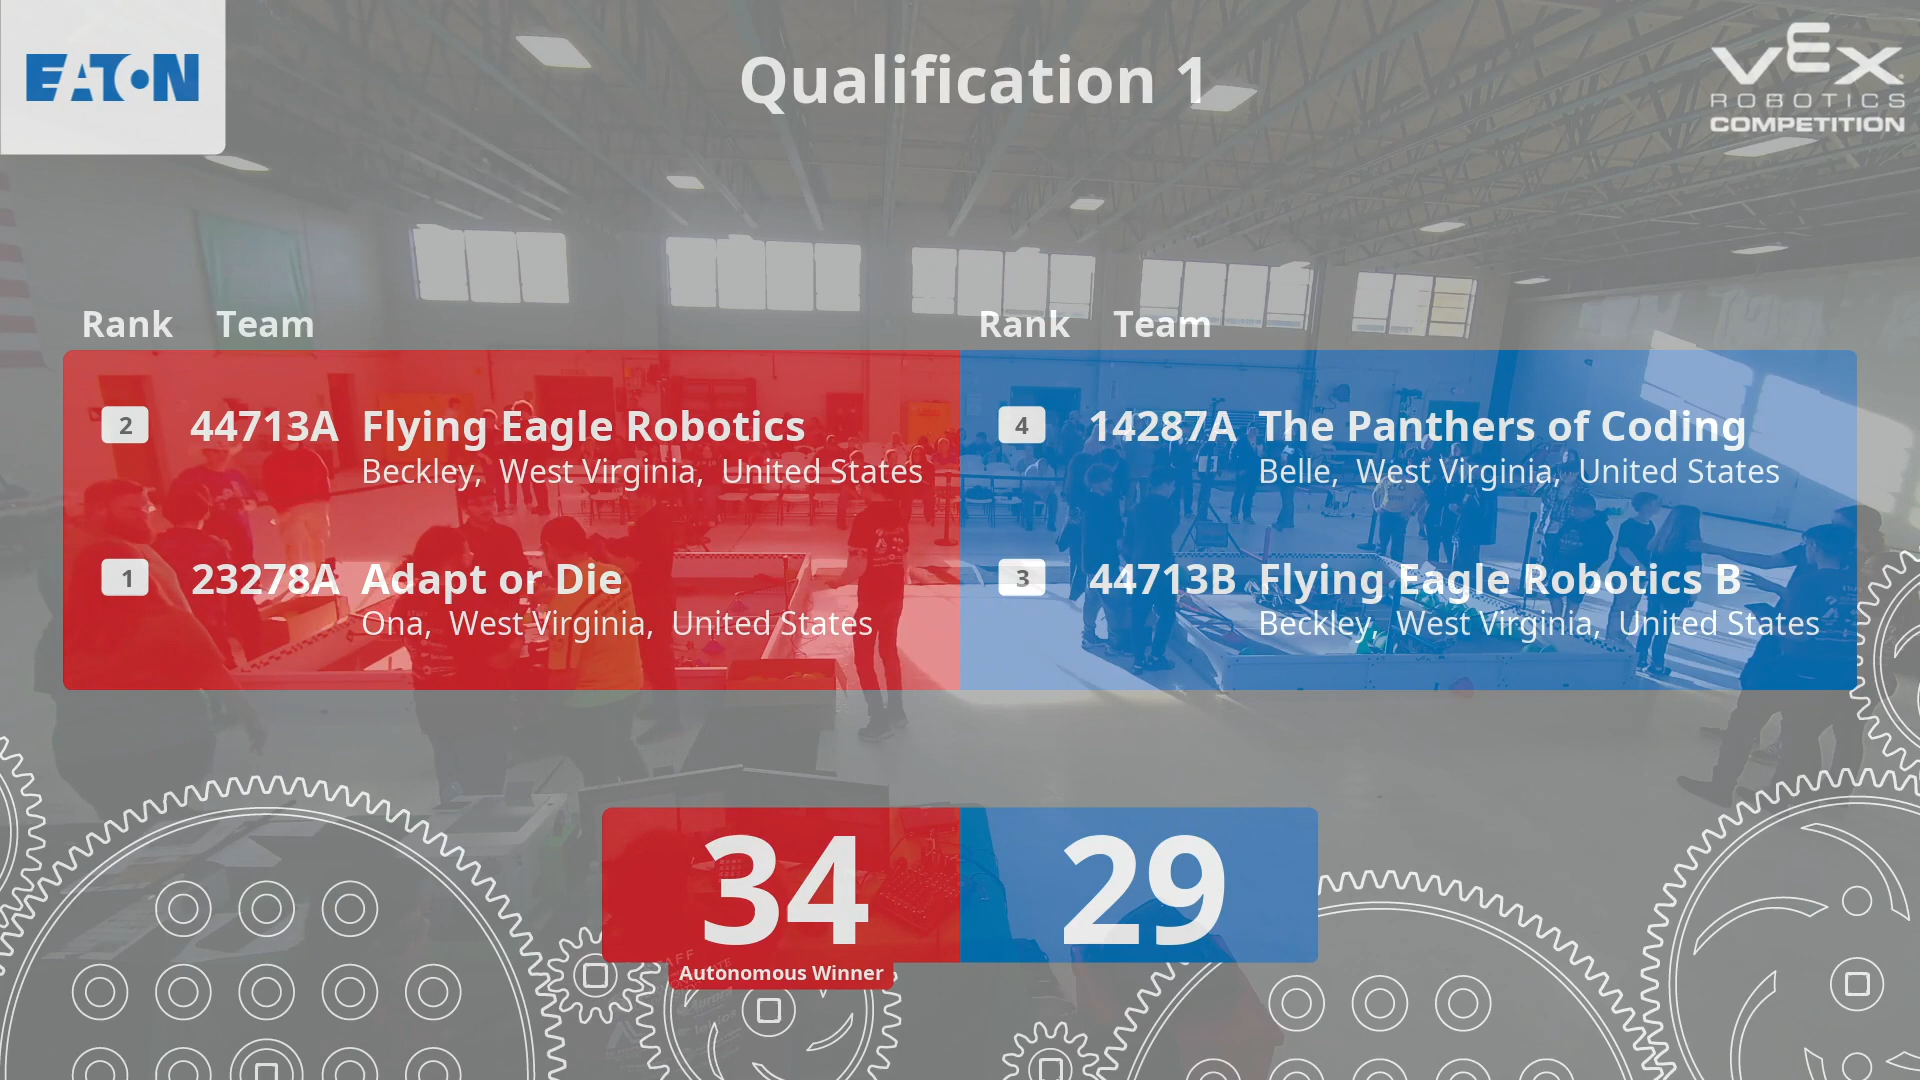 EATON
Qualification 1
VEX
ROBOTICS
COMPETITION
Rank Team
2 44713A Flying Eagle Robotics
Beckley, West Virginia, United States
1 23278A Adapt or Die
Ona, West Virginia, United States
Rank Team
4 14287A The Panthers of Coding
Belle, West Virginia, United States
3 44713B Flying Eagle Robotics B
Beckley, West Virginia, United States
34 29
Autonomous Winner